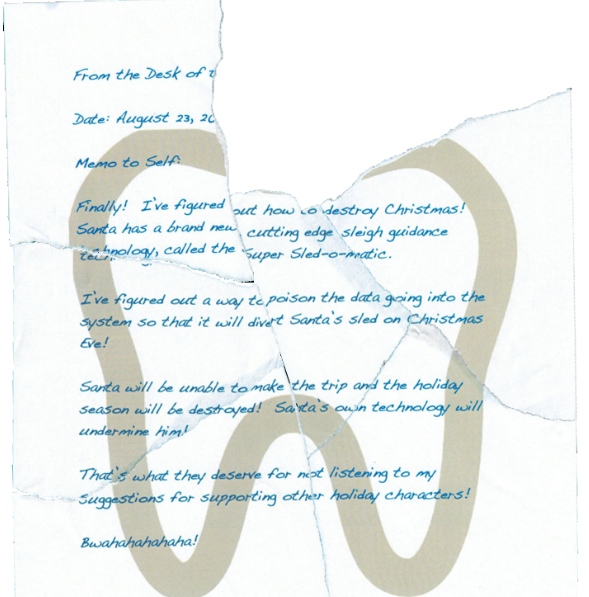 From the Desk of t
Date: August 23, 20
Memo to Self:
Finally! I've figured out how to destroy Christmas!
Santa has a brand new cutting edge sleigh guidance
technology, called the Super Sled-o-matic.
I've figured out a way to poison the data going into the
system so that it will divert Santa's sled on Christmas
Eve!
Santa will be unable to make the trip and the holiday
season will be destroyed! Santa's own technology will
undermine him!
That's what they deserve for not listening to my
suggestions for supporting other holiday characters!
Bwahahahahaha!